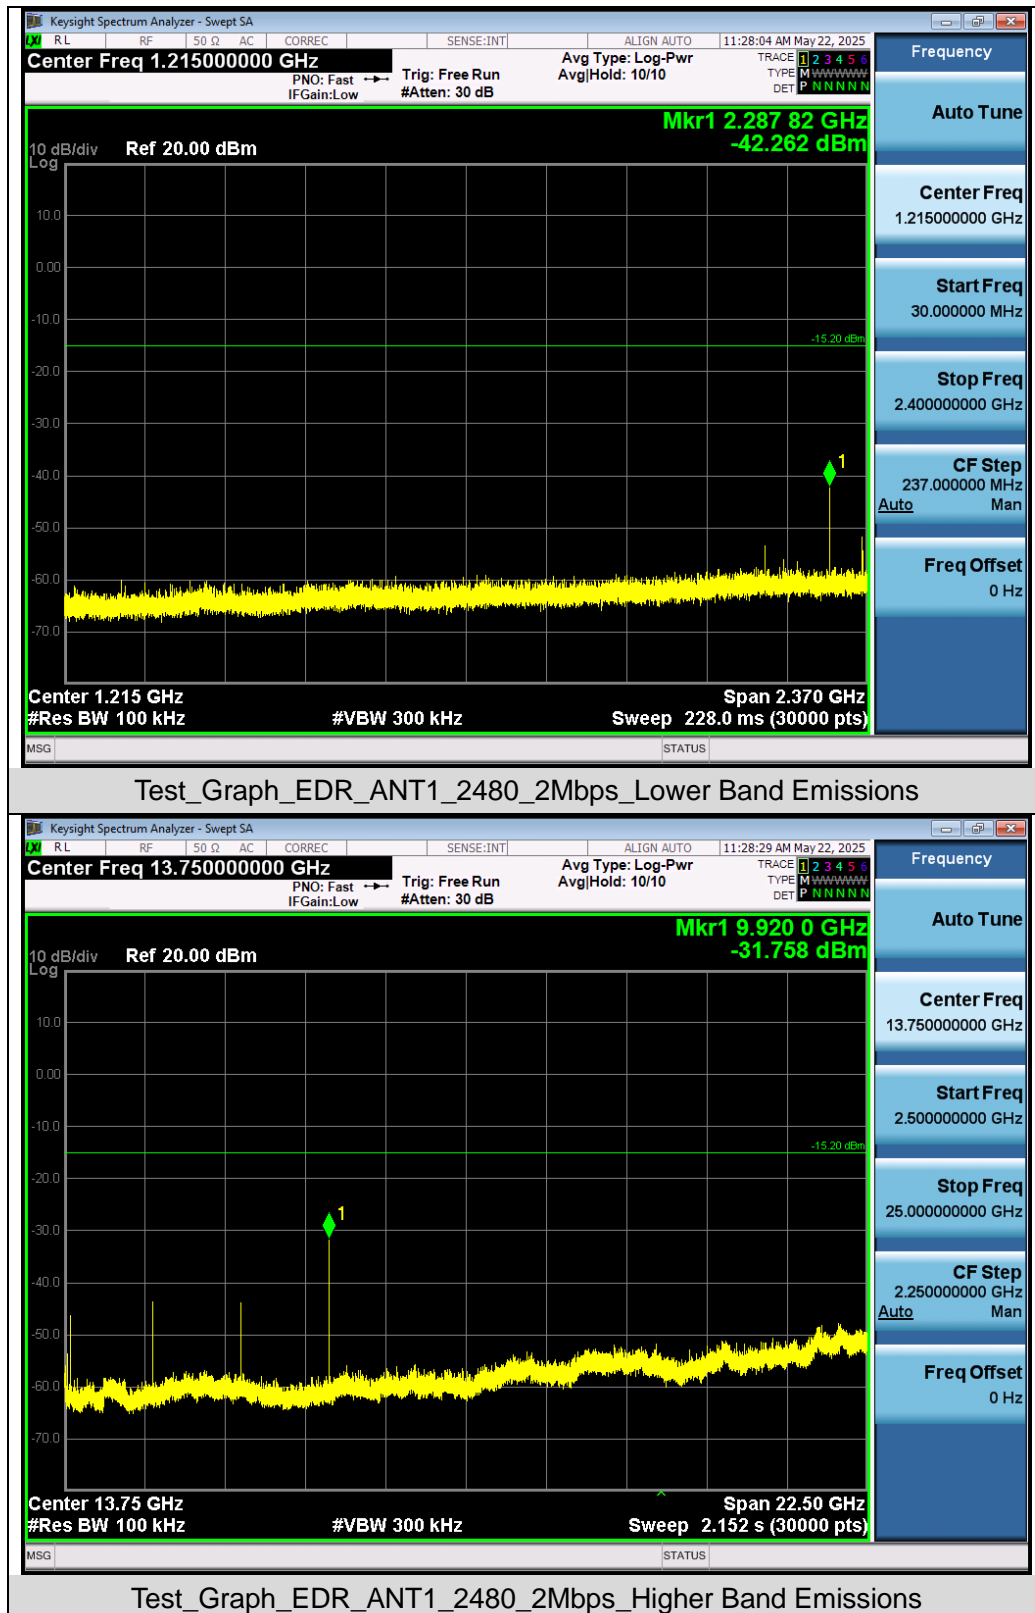 Keysight Spectrum Analyzer - Swept SA
LXI RL RF 50 Ω AC CORREC SENSE:INT ALIGN AUTO 11:28:04 AM May 22, 2025
Center Freq 1.215000000 GHz
PNO: Fast
IFGain:Low
Trig: Free Run
#Atten: 30 dB
Avg Type: Log-Pwr
Avg|Hold: 10/10
TRACE 1 2 3 4 5 6
TYPE M WWWWW
DET P N N N N N
Mkr1 2.287 82 GHz
-42.262 dBm
10 dB/div Ref 20.00 dBm
Log
10.0
0.00
-10.0
-15.20 dBm
-20.0
-30.0
-40.0
1
-50.0
-60.0
-70.0
Center 1.215 GHz Span 2.370 GHz
#Res BW 100 kHz #VBW 300 kHz Sweep 228.0 ms (30000 pts)
MSG STATUS
Frequency
Auto Tune
Center Freq
1.215000000 GHz
Start Freq
30.000000 MHz
Stop Freq
2.400000000 GHz
CF Step
237.000000 MHz
Auto Man
Freq Offset
0 Hz
Test_Graph_EDR_ANT1_2480_2Mbps_Lower Band Emissions
Keysight Spectrum Analyzer - Swept SA
LXI RL RF 50 Ω AC CORREC SENSE:INT ALIGN AUTO 11:28:29 AM May 22, 2025
Center Freq 13.750000000 GHz
PNO: Fast
IFGain:Low
Trig: Free Run
#Atten: 30 dB
Avg Type: Log-Pwr
Avg|Hold: 10/10
TRACE 1 2 3 4 5 6
TYPE M WWWWW
DET P N N N N N
Mkr1 9.920 0 GHz
-31.758 dBm
10 dB/div Ref 20.00 dBm
Log
10.0
0.00
-10.0
-15.20 dBm
-20.0
1
-30.0
-40.0
-50.0
-60.0
-70.0
Center 13.75 GHz Span 22.50 GHz
#Res BW 100 kHz #VBW 300 kHz Sweep 2.152 s (30000 pts)
MSG STATUS
Frequency
Auto Tune
Center Freq
13.750000000 GHz
Start Freq
2.500000000 GHz
Stop Freq
25.000000000 GHz
CF Step
2.250000000 GHz
Auto Man
Freq Offset
0 Hz
Test_Graph_EDR_ANT1_2480_2Mbps_Higher Band Emissions